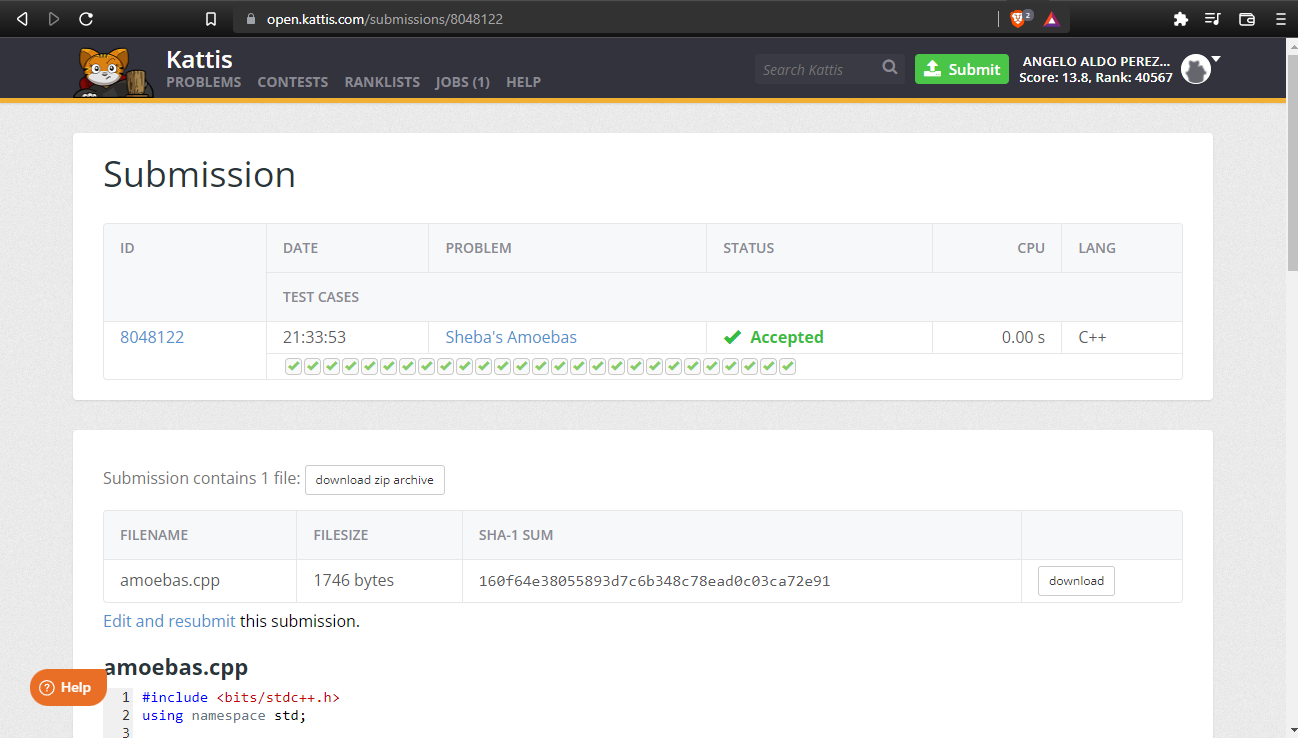 open.kattis.com/submissions/8048122
2
Kattis
PROBLEMS CONTESTS RANKLISTS JOBS (1) HELP
Search Kattis
Submit
ANGELO ALDO PEREZ...
Score: 13.8, Rank: 40567
Submission
ID DATE PROBLEM STATUS CPU LANG
TEST CASES
8048122 21:33:53 Sheba's Amoebas Accepted 0.00 s C++
Submission contains 1 file: download zip archive
FILENAME FILESIZE SHA-1 SUM
amoebas.cpp 1746 bytes 160f64e38055893d7c6b348c78ead0c03ca72e91 download
Edit and resubmit this submission.
amoebas.cpp
Help
1 #include <bits/stdc++.h>
2 using namespace std;
3